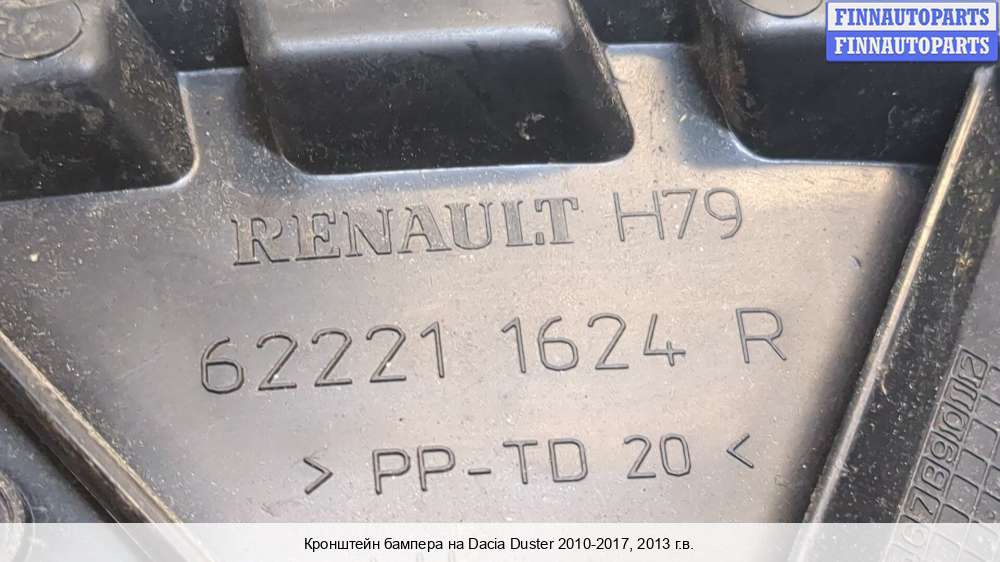 FINNAUTOPARTS
FINNAUTOPARTS
RENAULT H79
62221 1624 R
> PP-TD 20 <
Кронштейн бампера на Dacia Duster 2010-2017, 2013 г.в.